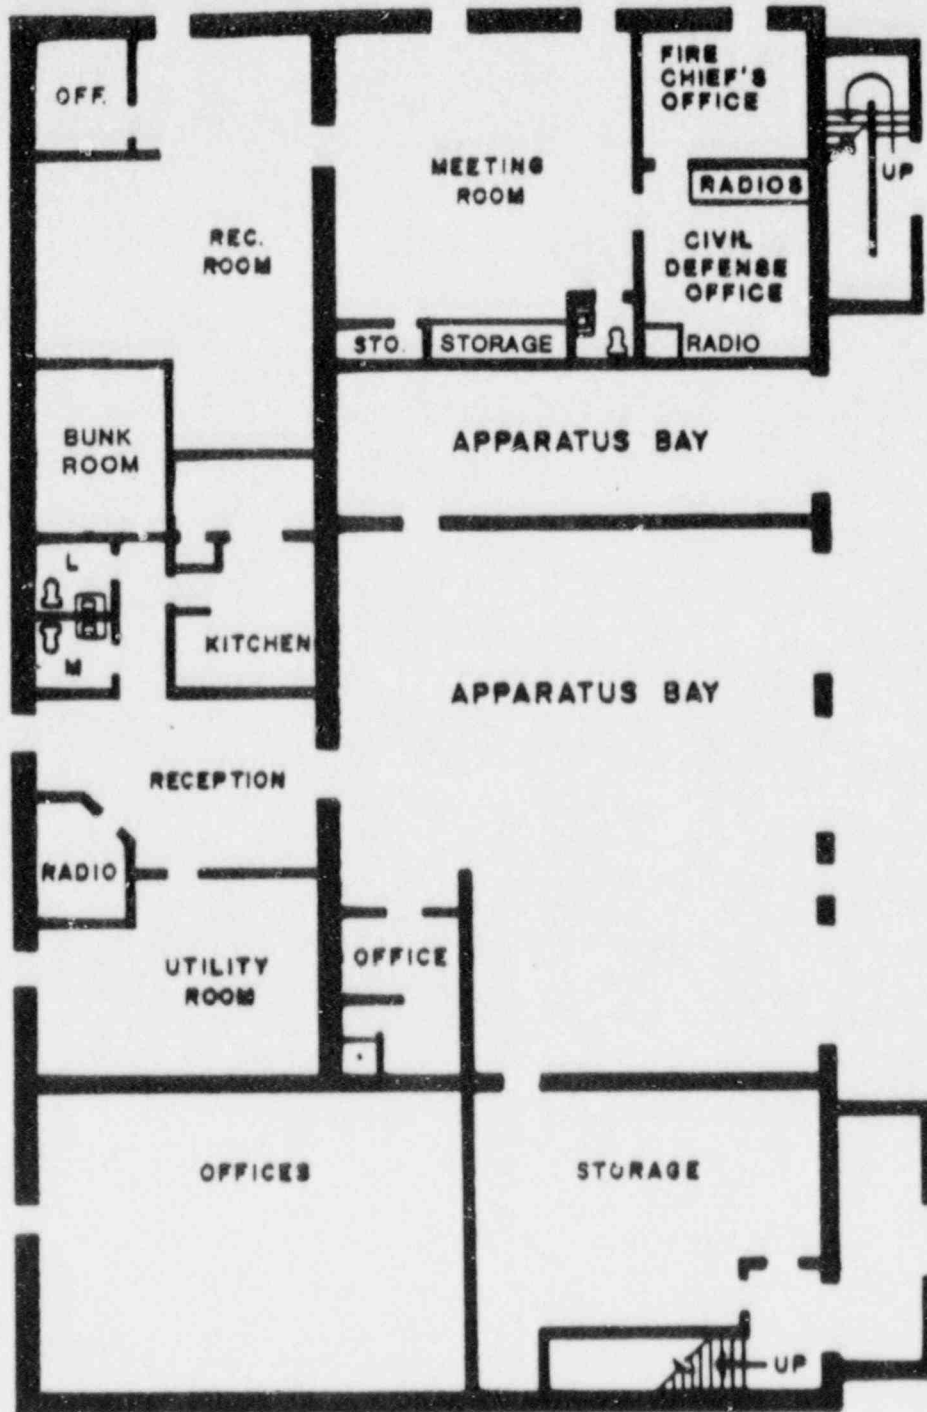 OFF.
REC.
ROOM
MEETING
ROOM
FIRE
CHIEF'S
OFFICE
RADIOS
UP
CIVIL
DEFENSE
OFFICE
STO.
STORAGE
RADIO
BUNK
ROOM
APPARATUS BAY
L
M
KITCHEN
APPARATUS BAY
RECEPTION
RADIO
UTILITY
ROOM
OFFICE
OFFICES
STORAGE
UP